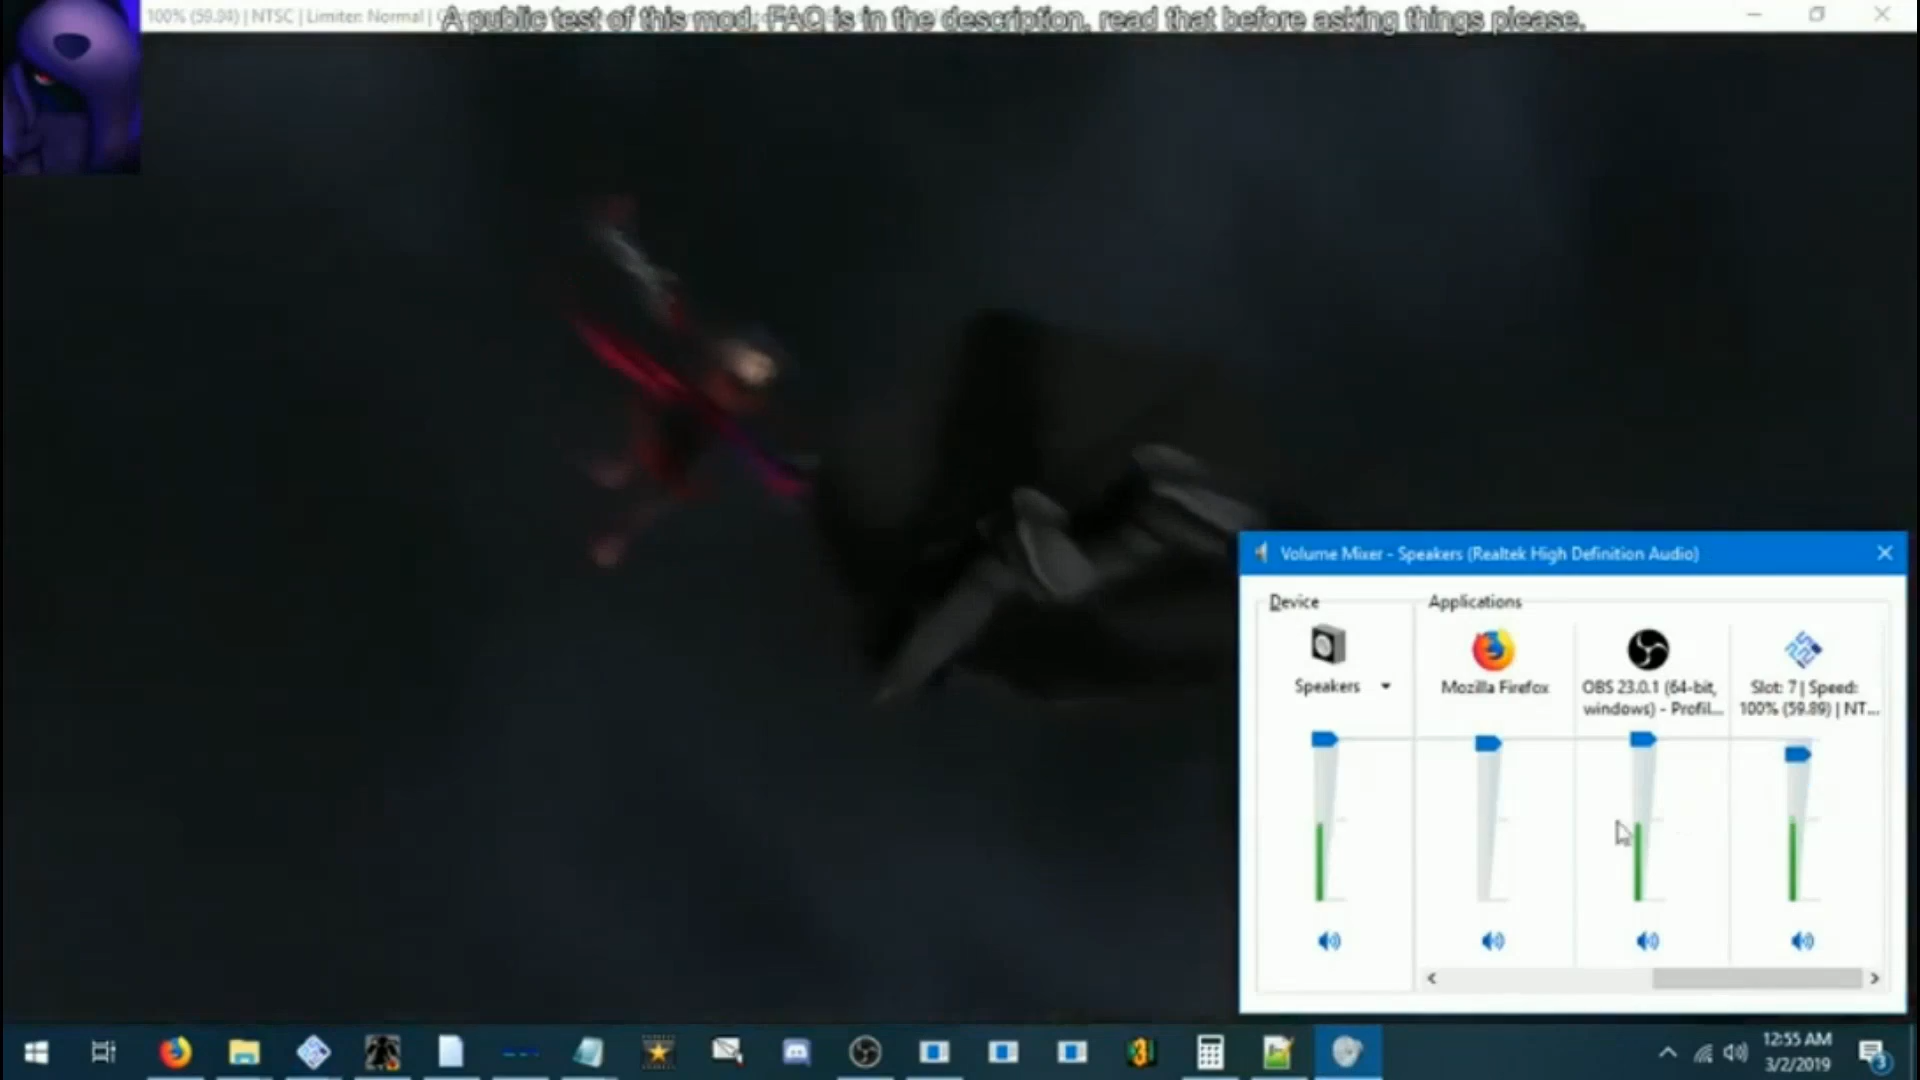 100% (59.94) | NTSC | Limiter: Normal |
A public test of this mod. FAQ is in the description, read that before asking things please.
Volume Mixer - Speakers (Realtek High Definition Audio)
Device
Applications
Speakers
Mozilla Firefox
OBS 23.0.1 (64-bit,
windows) - Profil...
Slot: 7 | Speed:
100% (59.89) | NT...
12:55 AM
3/2/2019
3